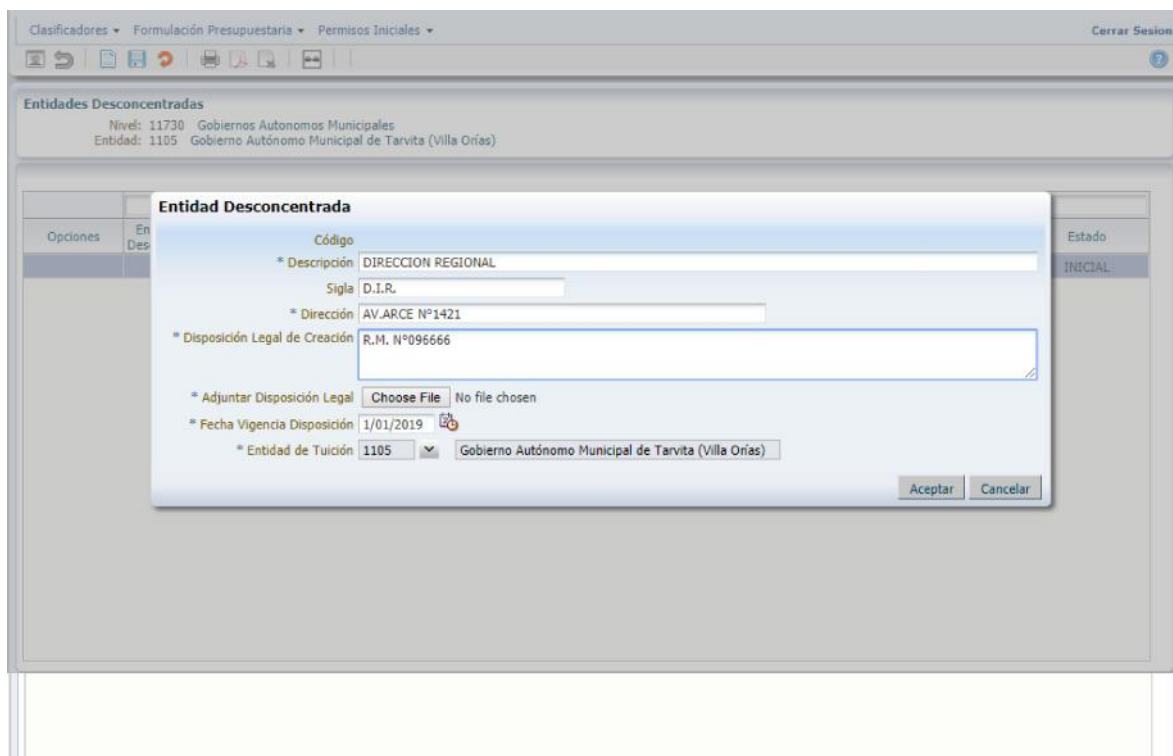 Clasificadores Formulación Presupuestaria Permisos Iniciales Cerrar Sesion
Entidades Desconcentradas
Nivel: 11730 Gobiernos Autonomos Municipales
Entidad: 1105 Gobierno Autónomo Municipal de Tarvita (Villa Orías)
Entidad Desconcentrada
Opciones
Estado
INICIAL
Código
* Descripción DIRECCION REGIONAL
Sigla D.I.R.
* Dirección AV.ARCE N°1421
* Disposición Legal de Creación R.M. N°096666
* Adjuntar Disposición Legal Choose File No file chosen
* Fecha Vigencia Disposición 1/01/2019
* Entidad de Tuición 1105 Gobierno Autónomo Municipal de Tarvita (Villa Orías)
Aceptar Cancelar